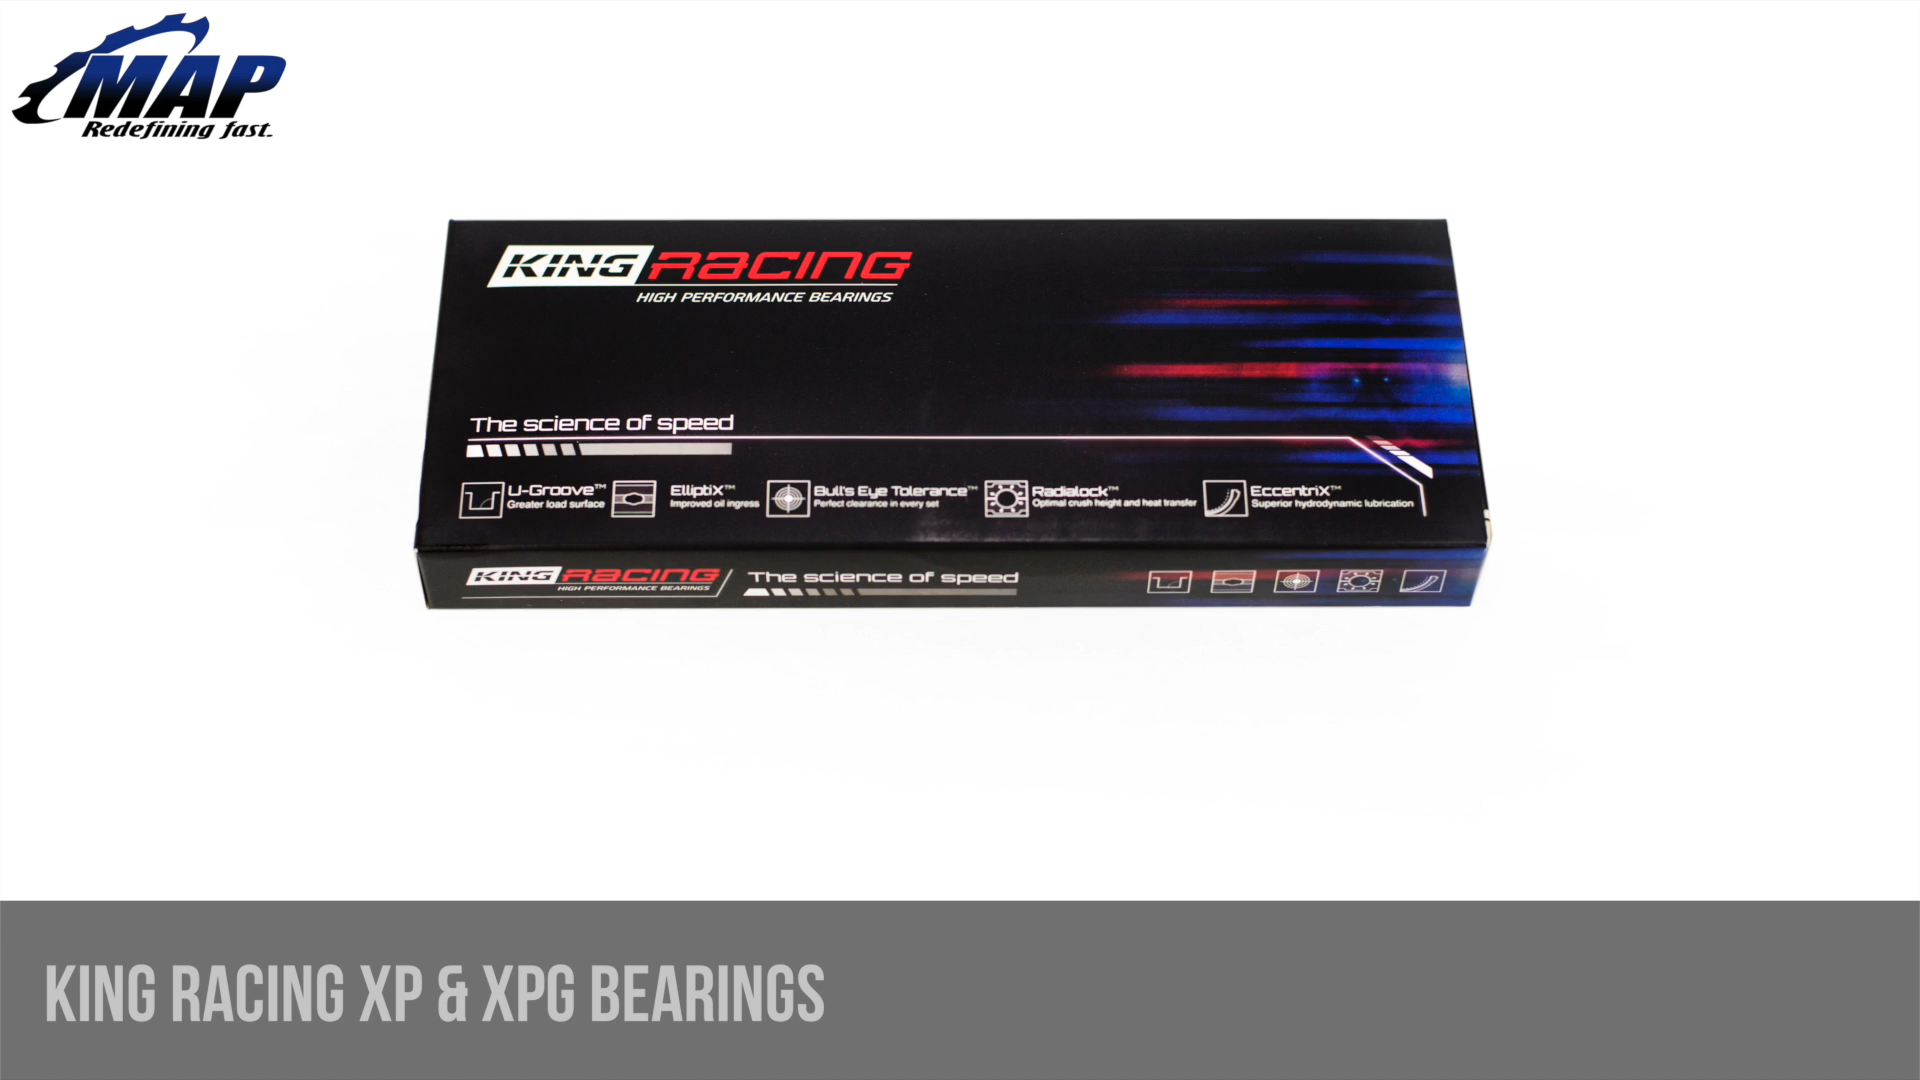 MAP
Redefining fast.
KING RACING
HIGH PERFORMANCE BEARINGS
The science of speed
U-Groove™
Greater load surface
ElliptiX™
Improved oil ingress
Bull's Eye Tolerance™
Perfect clearance in every set
Radialock™
Optimal crush height and heat transfer
EccentriX™
Superior hydrodynamic lubrication
KING RACING
HIGH PERFORMANCE BEARINGS
The science of speed
KING RACING XP & XPG BEARINGS